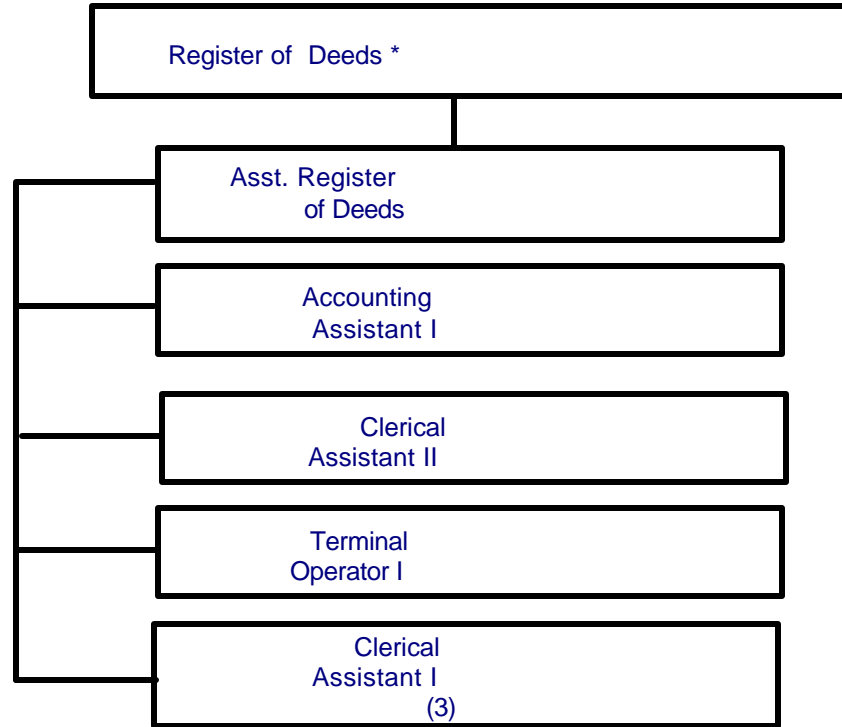 Register of Deeds *
Asst. Register
of Deeds
Accounting
Assistant I
Clerical
Assistant II
Terminal
Operator I
Clerical
Assistant I
(3)